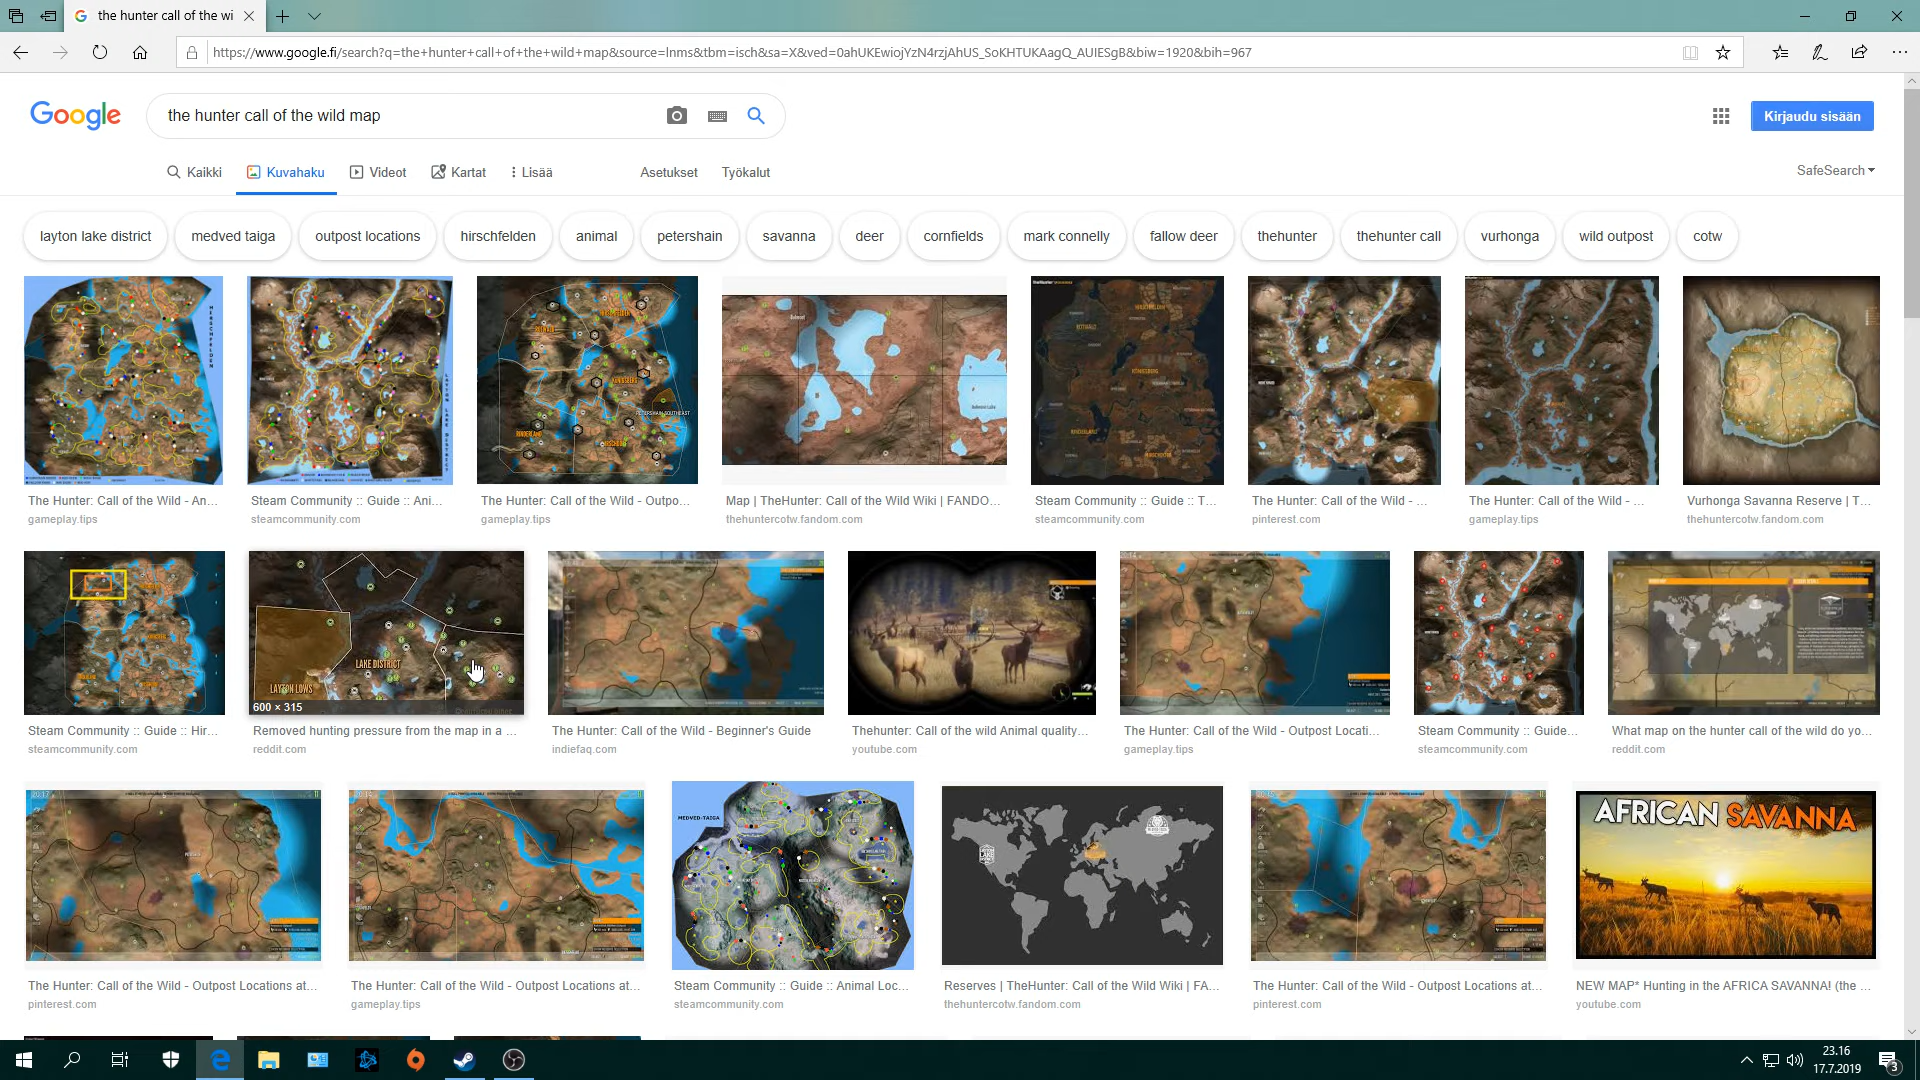 the hunter call of the wi
https://www.google.fi/search?q=the+hunter+call+of+the+wild+map&source=lnms&tbm=isch&sa=X&ved=0ahUKEwiojYzN4rzjAhUS_SoKHTUKAagQ_AUIESgB&biw=1920&bih=967
Google
the hunter call of the wild map
Kirjaudu sisään
Kaikki Kuvahaku Videot Kartat Lisää Asetukset Työkalut
SafeSearch
layton lake district medved taiga outpost locations hirschfelden animal petershain savanna deer cornfields mark connelly fallow deer thehunter thehunter call vurhonga wild outpost cotw
The Hunter: Call of the Wild - An...
gameplay.tips
Steam Community :: Guide :: Ani...
steamcommunity.com
The Hunter: Call of the Wild - Outpo...
gameplay.tips
Map | TheHunter: Call of the Wild Wiki | FANDO...
thehuntercotw.fandom.com
Steam Community :: Guide :: T...
steamcommunity.com
The Hunter: Call of the Wild - ...
pinterest.com
The Hunter: Call of the Wild - ...
gameplay.tips
Vurhonga Savanna Reserve | T...
thehuntercotw.fandom.com
LAKE DISTRICT
LAYTON LOWS
600 × 315
Steam Community :: Guide :: Hir...
steamcommunity.com
Removed hunting pressure from the map in a ...
reddit.com
The Hunter: Call of the Wild - Beginner's Guide
indiefaq.com
Thehunter: Call of the wild Animal quality...
youtube.com
The Hunter: Call of the Wild - Outpost Locati...
gameplay.tips
Steam Community :: Guide...
steamcommunity.com
What map on the hunter call of the wild do yo...
reddit.com
MEDVED-TAIGA
AFRICAN SAVANNA
The Hunter: Call of the Wild - Outpost Locations at...
pinterest.com
The Hunter: Call of the Wild - Outpost Locations at...
gameplay.tips
Steam Community :: Guide :: Animal Loc...
steamcommunity.com
Reserves | TheHunter: Call of the Wild Wiki | FA...
thehuntercotw.fandom.com
The Hunter: Call of the Wild - Outpost Locations at...
pinterest.com
NEW MAP* Hunting in the AFRICA SAVANNA! (the ...
youtube.com
23.16
17.7.2019
3